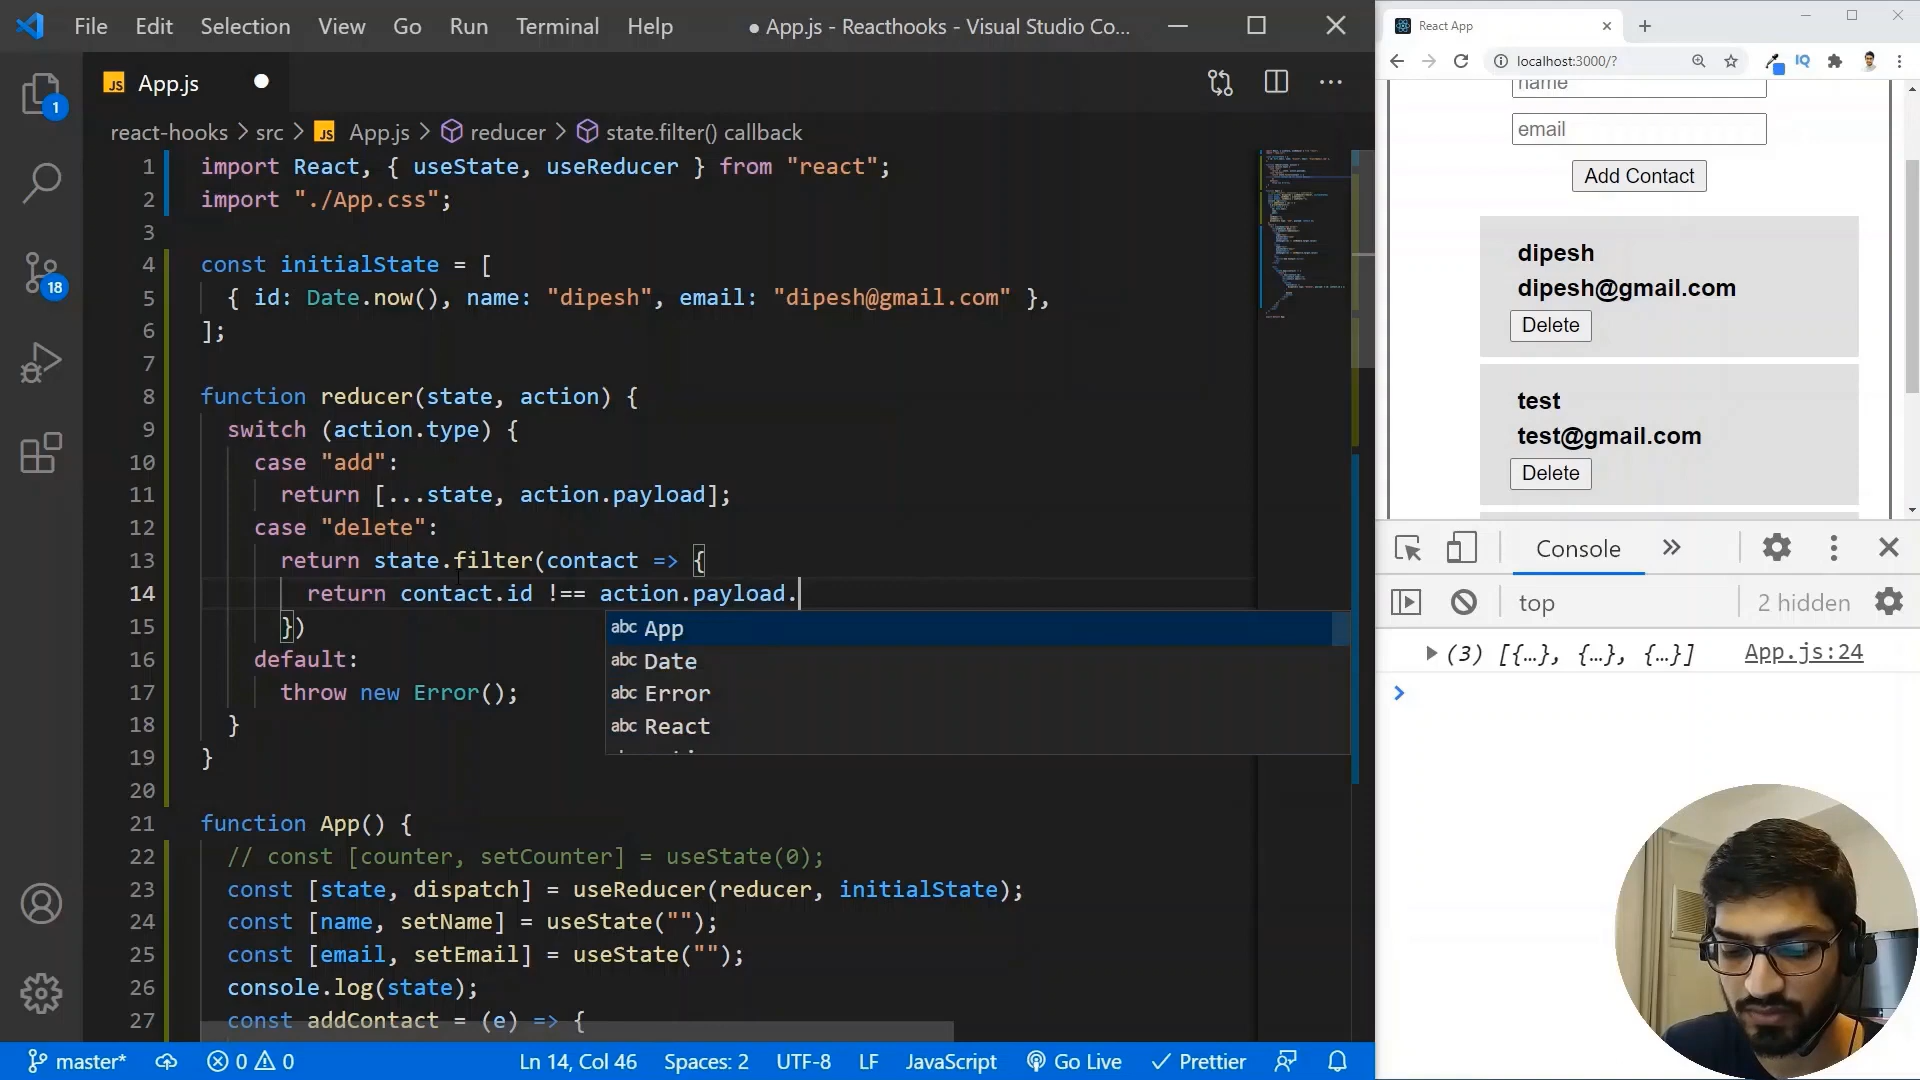 File Edit Selection View Go Run Terminal Help ● App.js - Reacthooks - Visual Studio Co...
JS App.js
react-hooks > src > JS App.js > reducer > state.filter() callback
1 import React, { useState, useReducer } from "react";
2 import "./App.css";
3
4 const initialState = [
5 { id: Date.now(), name: "dipesh", email: "dipesh@gmail.com" },
6 ];
7
8 function reducer(state, action) {
9 switch (action.type) {
10 case "add":
11 return [...state, action.payload];
12 case "delete":
13 return state.filter(contact => {
14 return contact.id !== action.payload.
15 })
16 default:
17 throw new Error();
18 }
19 }
20
21 function App() {
22 // const [counter, setCounter] = useState(0);
23 const [state, dispatch] = useReducer(reducer, initialState);
24 const [name, setName] = useState("");
25 const [email, setEmail] = useState("");
26 console.log(state);
27 const addContact = (e) => {
abc App
abc Date
abc Error
abc React
1
18
master* 0 0 Ln 14, Col 46 Spaces: 2 UTF-8 LF JavaScript Go Live Prettier
React App
localhost:3000/?
IQ
name
email
Add Contact
dipesh
dipesh@gmail.com
Delete
test
test@gmail.com
Delete
Console
top 2 hidden
(3) [{…}, {…}, {…}] App.js:24